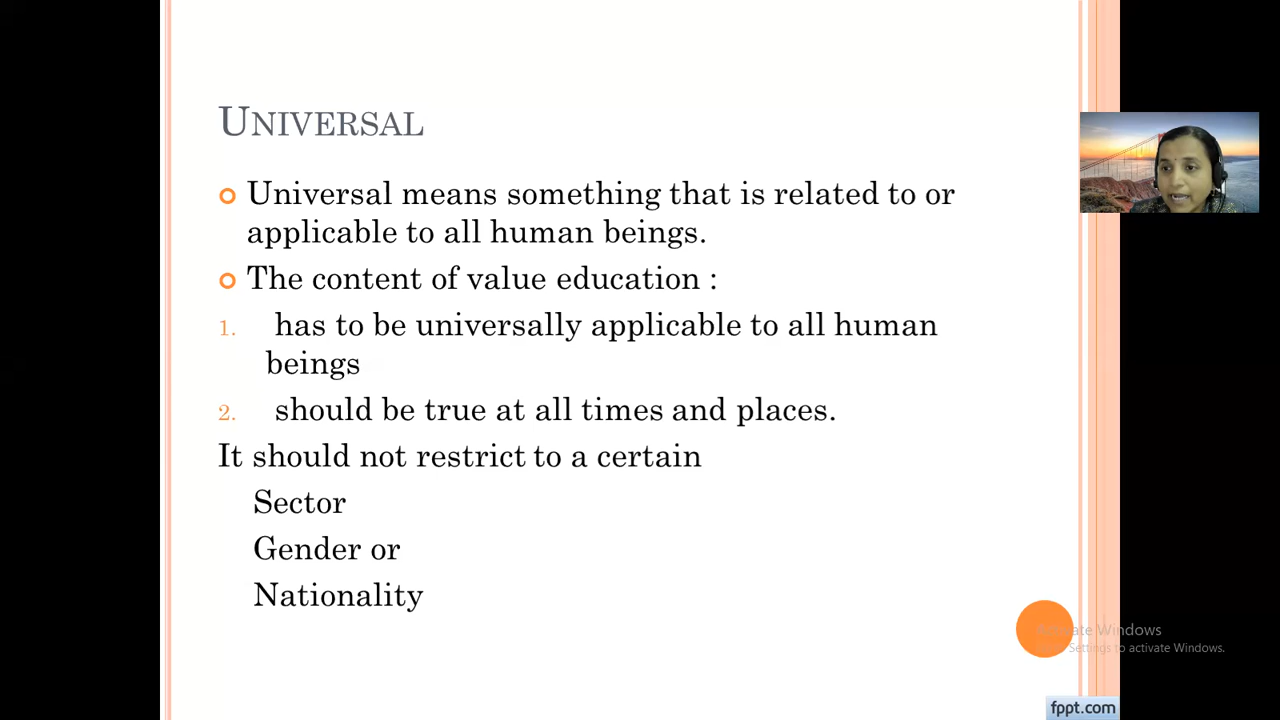 UNIVERSAL
Universal means something that is related to or
applicable to all human beings.
The content of value education :
1. has to be universally applicable to all human
beings
2. should be true at all times and places.
It should not restrict to a certain
Sector
Gender or
Nationality
Activate Windows
Settings to activate Windows.
fppt.com